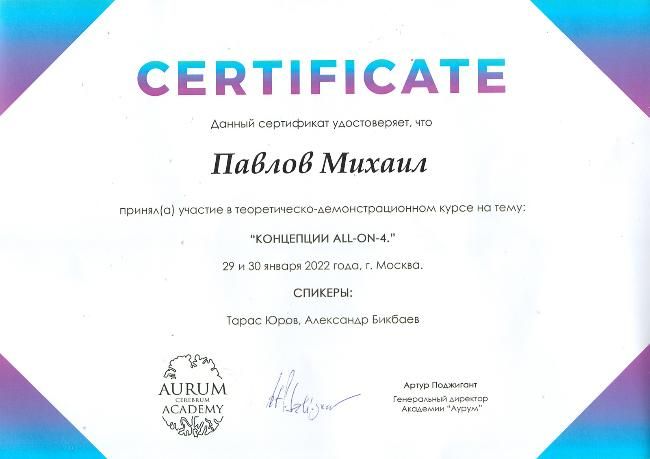 CERTIFICATE
Данный сертификат удостоверяет, что
Павлов Михаил
принял(а) участие в теоретическо-демонстрационном курсе на тему:
“КОНЦЕПЦИИ ALL-ON-4.”
29 и 30 января 2022 года, г. Москва.
СПИКЕРЫ:
Тарас Юров, Александр Бикбаев
AURUM
CEREBRUM
ACADEMY
Артур Поджигант
Генеральный директор
Академии “Аурум”